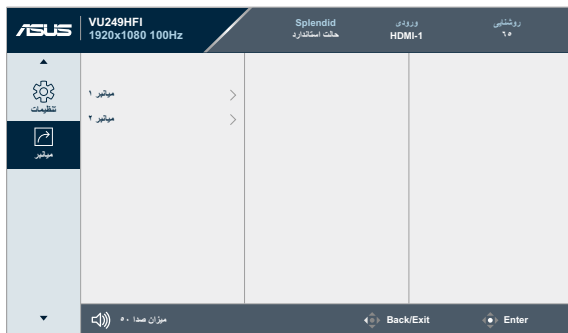 ASUS
VU249HFI
1920x1080 100Hz
Splendid
حالت استاندارد
ورودی
HDMI-1
روشنایی
۶۵
تنظیمات
میانبر
میانبر ۱
میانبر ۲
میزان صدا ۵۰
Back/Exit
Enter